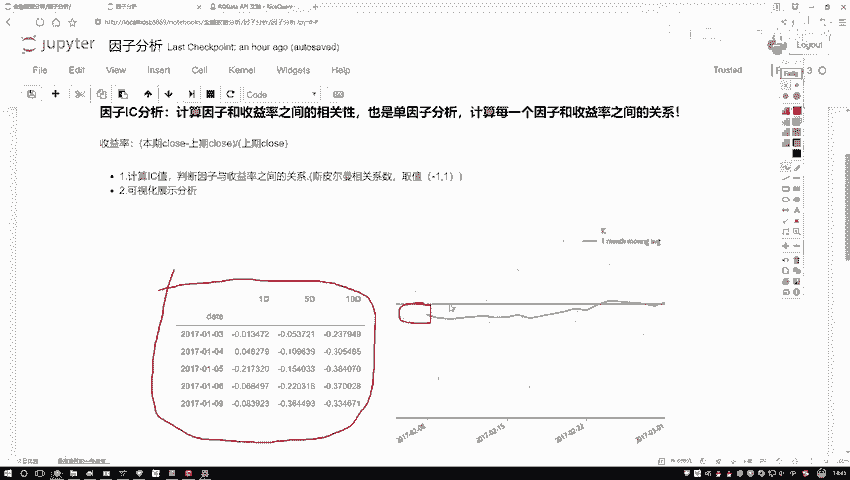 因子分析
jupyter 因子分析 Last Checkpoint: an hour ago (autosaved)
Logout
File Edit View Insert Cell Kernel Widgets Help
Trusted
Code
因子IC分析：计算因子和收益率之间的相关性，也是单因子分析，计算每一个因子和收益率之间的关系！
收益率：(本期close-上期close)/(上期close)
1.计算IC值，判断因子与收益率之间的关系.(斯皮尔曼相关系数，取值（-1,1）)
2.可视化展示分析
IC
1 month moving avg
1D 5D 10D
date
2017-01-03 -0.013472 -0.053721 -0.237949
2017-01-04 0.046279 -0.109639 -0.305485
2017-01-05 -0.217320 -0.154033 -0.384070
2017-01-06 -0.068497 -0.220318 -0.370028
2017-01-09 -0.083923 -0.364493 -0.334671
2017-02-08
2017-02-15
2017-02-22
2017-03-01